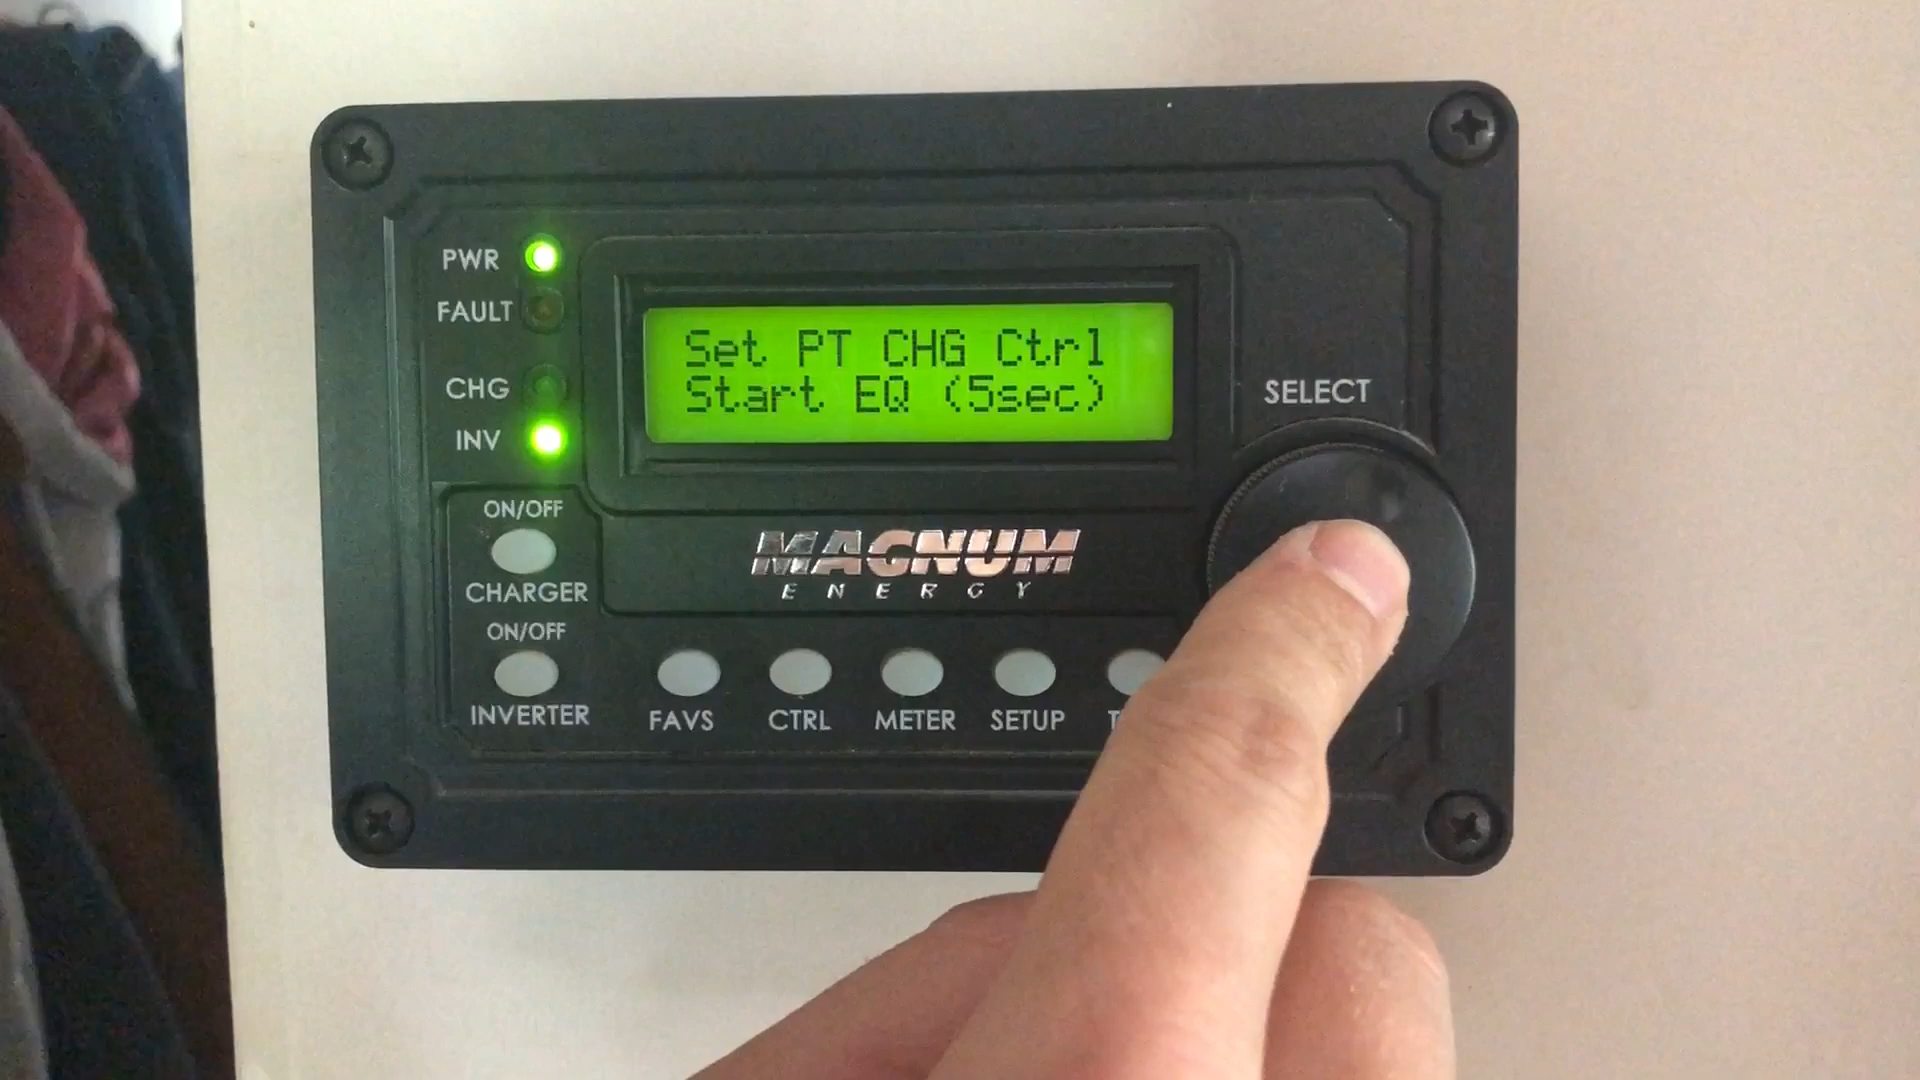 PWR
FAULT
CHG
INV
Set PT CHG Ctrl
Start EQ (5sec)
SELECT
ON/OFF
CHARGER
ON/OFF
INVERTER
MAGNUM
ENERGY
FAVS
CTRL
METER
SETUP